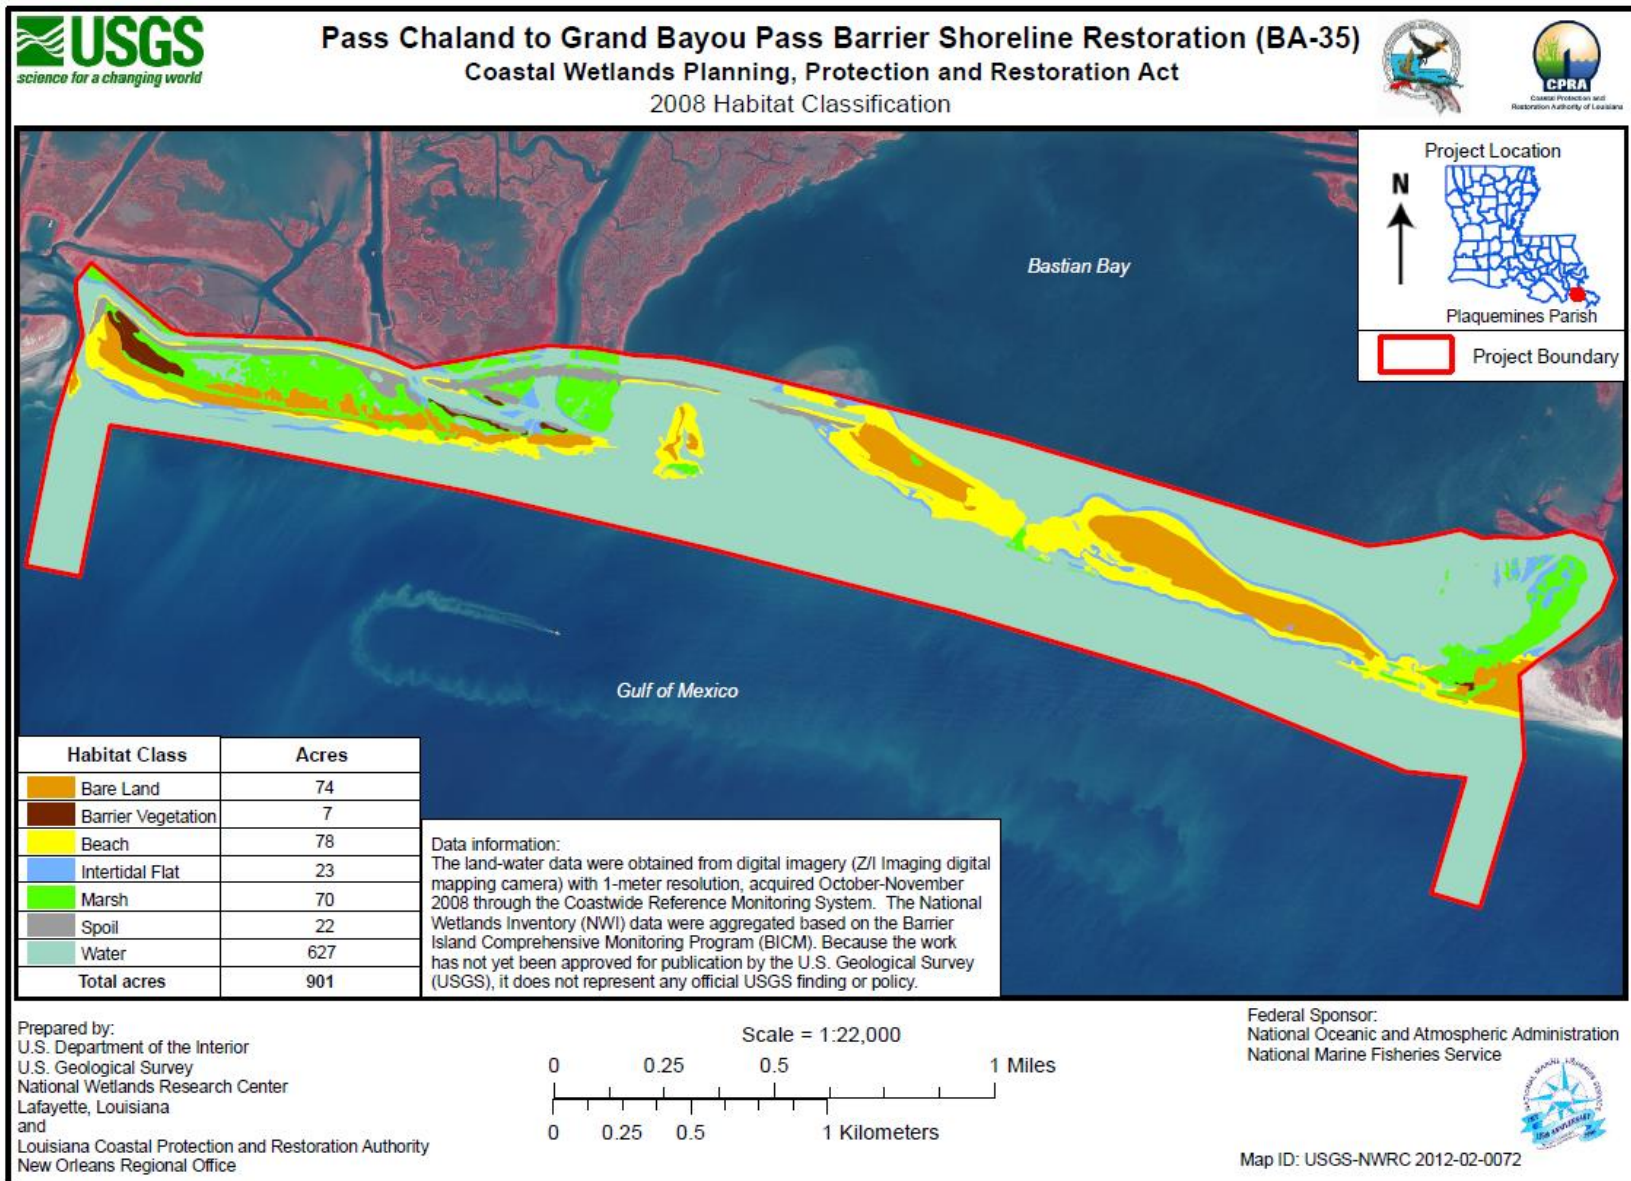 USGS
science for a changing world
Pass Chaland to Grand Bayou Pass Barrier Shoreline Restoration (BA-35)
Coastal Wetlands Planning, Protection and Restoration Act
2008 Habitat Classification
CPRA
Coastal Protection and
Restoration Authority of Louisiana
Project Location
N
Plaquemines Parish
Project Boundary
Bastian Bay
Gulf of Mexico
Habitat Class Acres
Bare Land 74
Barrier Vegetation 7
Beach 78
Intertidal Flat 23
Marsh 70
Spoil 22
Water 627
Total acres 901
Data information:
The land-water data were obtained from digital imagery (Z/I Imaging digital
mapping camera) with 1-meter resolution, acquired October-November
2008 through the Coastwide Reference Monitoring System. The National
Wetlands Inventory (NWI) data were aggregated based on the Barrier
Island Comprehensive Monitoring Program (BICM). Because the work
has not yet been approved for publication by the U.S. Geological Survey
(USGS), it does not represent any official USGS finding or policy.
Prepared by:
U.S. Department of the Interior
U.S. Geological Survey
National Wetlands Research Center
Lafayette, Louisiana
and
Louisiana Coastal Protection and Restoration Authority
New Orleans Regional Office
Scale = 1:22,000
0 0.25 0.5 1 Miles
0 0.25 0.5 1 Kilometers
Federal Sponsor:
National Oceanic and Atmospheric Administration
National Marine Fisheries Service
Map ID: USGS-NWRC 2012-02-0072